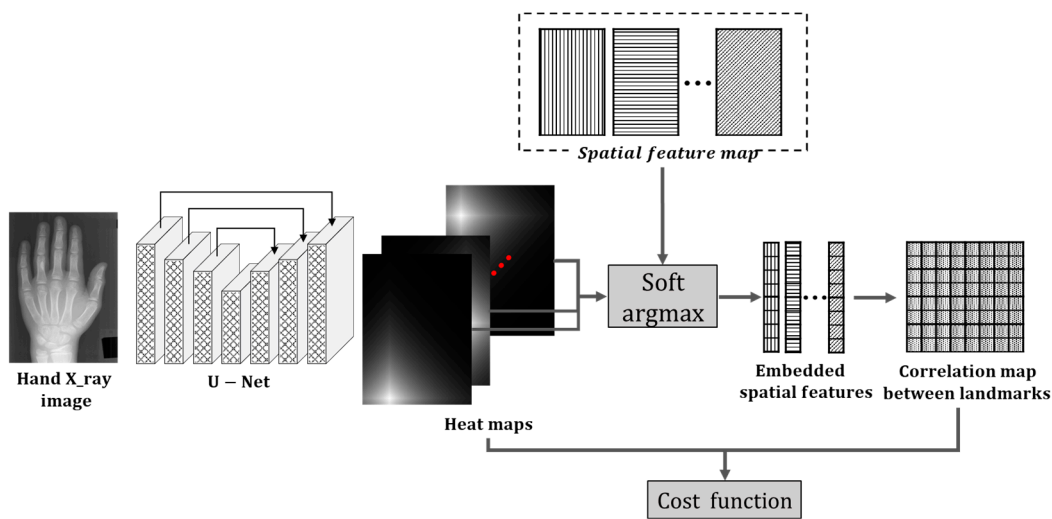 Spatial feature map
Soft
argmax
Hand X_ray
image
U – Net
Heat maps
Embedded
spatial features
Correlation map
between landmarks
Cost function